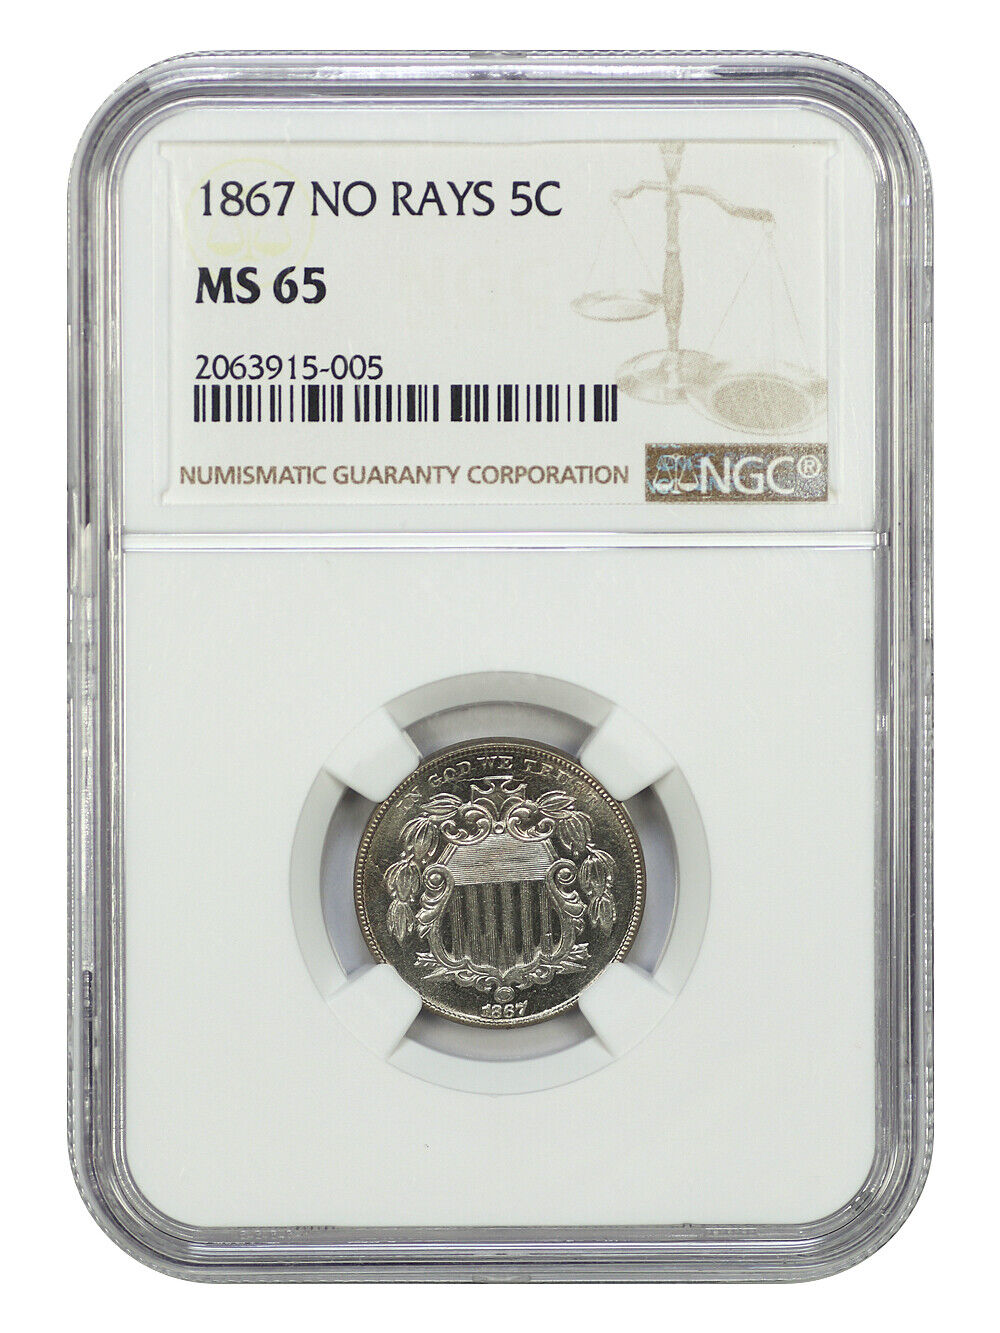 1867 NO RAYS 5C
MS 65
2063915-005
NUMISMATIC GUARANTY CORPORATION
NGC®
IN GOD WE TRUST
1867